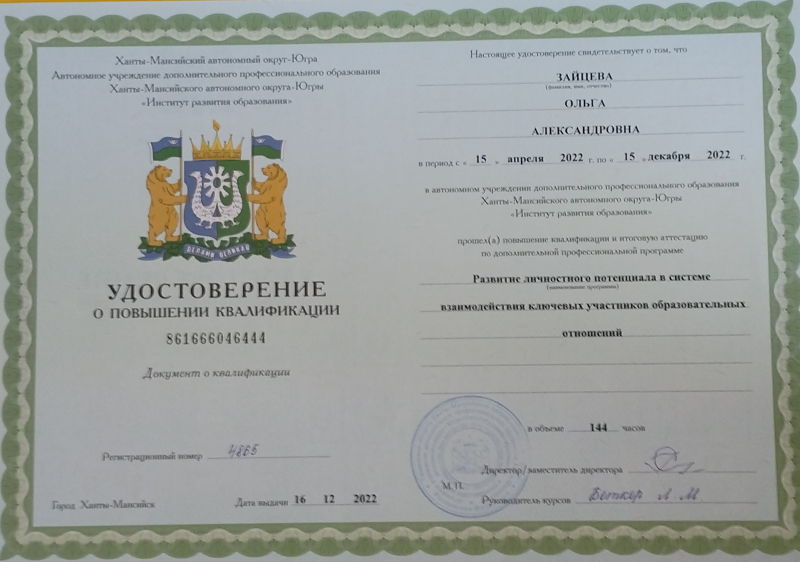 Ханты-Мансийский автономный округ-Югра
Автономное учреждение дополнительного профессионального образования
Ханты-Мансийского автономного округа-Югры
«Институт развития образования»
ДЕЛАМИ ВЕЛИКАЯ
УДОСТОВЕРЕНИЕ
О ПОВЫШЕНИИ КВАЛИФИКАЦИИ
861666046444
Документ о квалификации
Регистрационный номер 4865
Город Ханты-Мансийск Дата выдачи 16 12 2022
Настоящее удостоверение свидетельствует о том, что
ЗАЙЦЕВА
(фамилия, имя, отчество)
ОЛЬГА
АЛЕКСАНДРОВНА
в период с « 15 » апреля 2022 г. по « 15 » декабря 2022 г.
в автономном учреждении дополнительного профессионального образования
Ханты-Мансийского автономного округа-Югры
«Институт развития образования»
прошел(а) повышение квалификации и итоговую аттестацию
по дополнительной профессиональной программе
Развитие личностного потенциала в системе
(наименование программы)
взаимодействия ключевых участников образовательных
отношений
в объеме 144 часов
Директор/заместитель директора
М. П.
Руководитель курсов Боткер Л. М